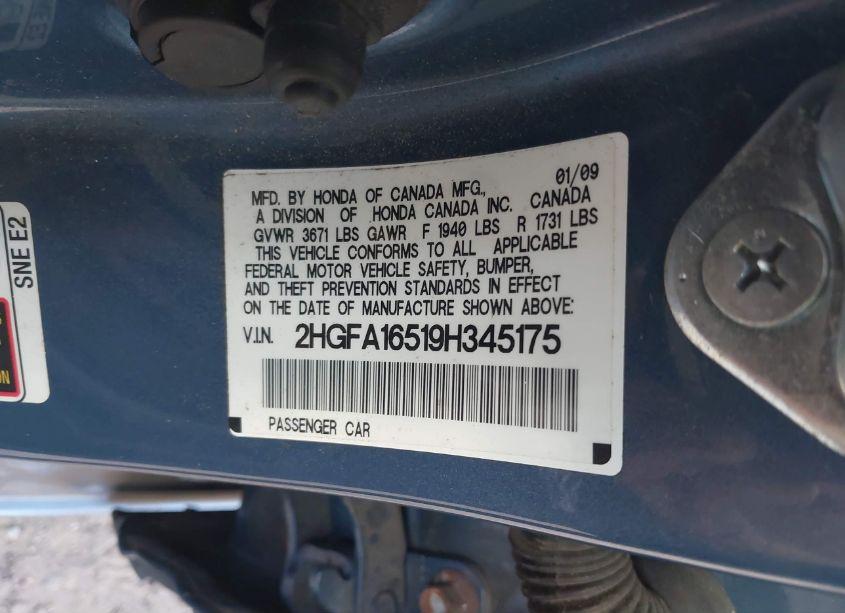 01/09
MFD. BY HONDA OF CANADA MFG.,
A DIVISION OF HONDA CANADA INC. CANADA
GVWR 3671 LBS GAWR F 1940 LBS R 1731 LBS
THIS VEHICLE CONFORMS TO ALL APPLICABLE
FEDERAL MOTOR VEHICLE SAFETY, BUMPER,
AND THEFT PREVENTION STANDARDS IN EFFECT
ON THE DATE OF MANUFACTURE SHOWN ABOVE:
V.I.N. 2HGFA16519H345175
PASSENGER CAR
SNE E2